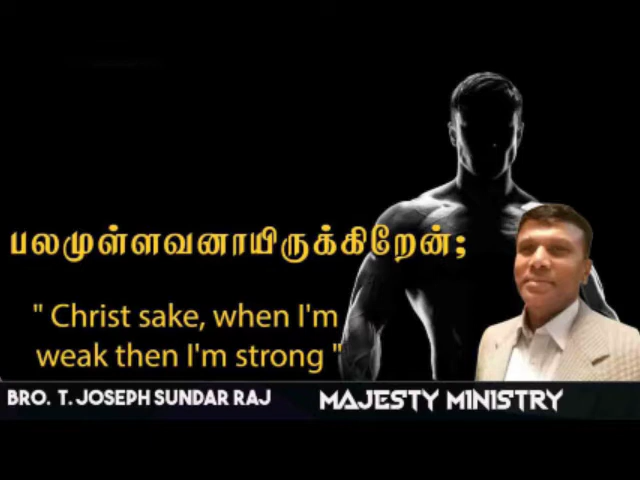 பலமுள்ளவனாயிருக்கிறேன்;
" Christ sake, when I'm
weak then I'm strong "
BRO. T. JOSEPH SUNDAR RAJ
MAJESTY MINISTRY